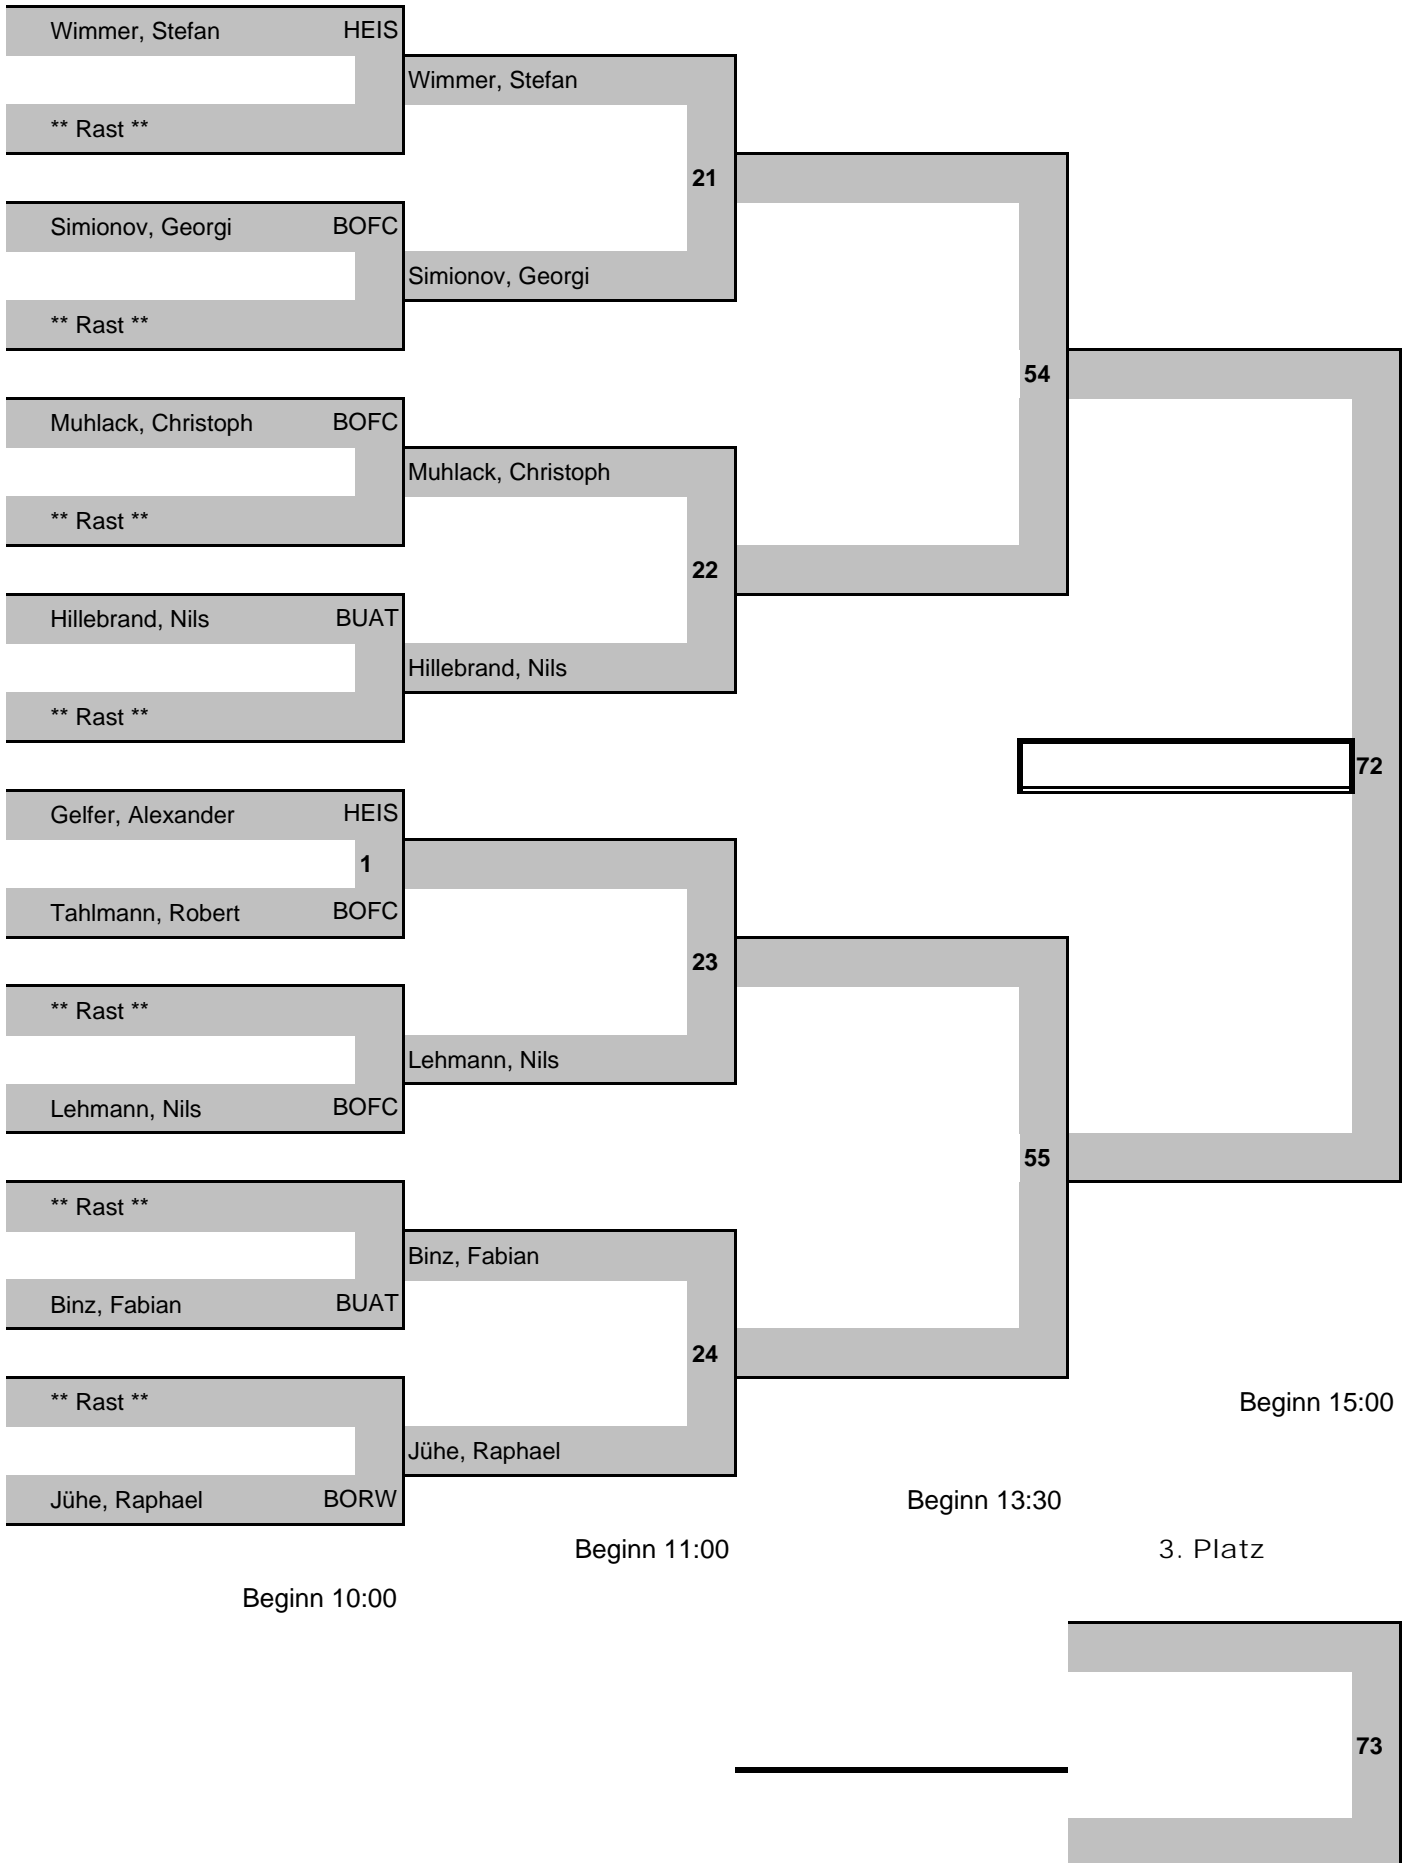 Wimmer, Stefan HEIS
Wimmer, Stefan
** Rast **
21
Simionov, Georgi BOFC
Simionov, Georgi
** Rast **
54
Muhlack, Christoph BOFC
Muhlack, Christoph
** Rast **
22
Hillebrand, Nils BUAT
Hillebrand, Nils
** Rast **
72
Gelfer, Alexander HEIS
1
Tahlmann, Robert BOFC
23
** Rast **
Lehmann, Nils
Lehmann, Nils BOFC
55
** Rast **
Binz, Fabian
Binz, Fabian BUAT
24
** Rast **
Beginn 15:00
Jühe, Raphael
Jühe, Raphael BORW
Beginn 13:30
Beginn 11:00
3. Platz
Beginn 10:00
73